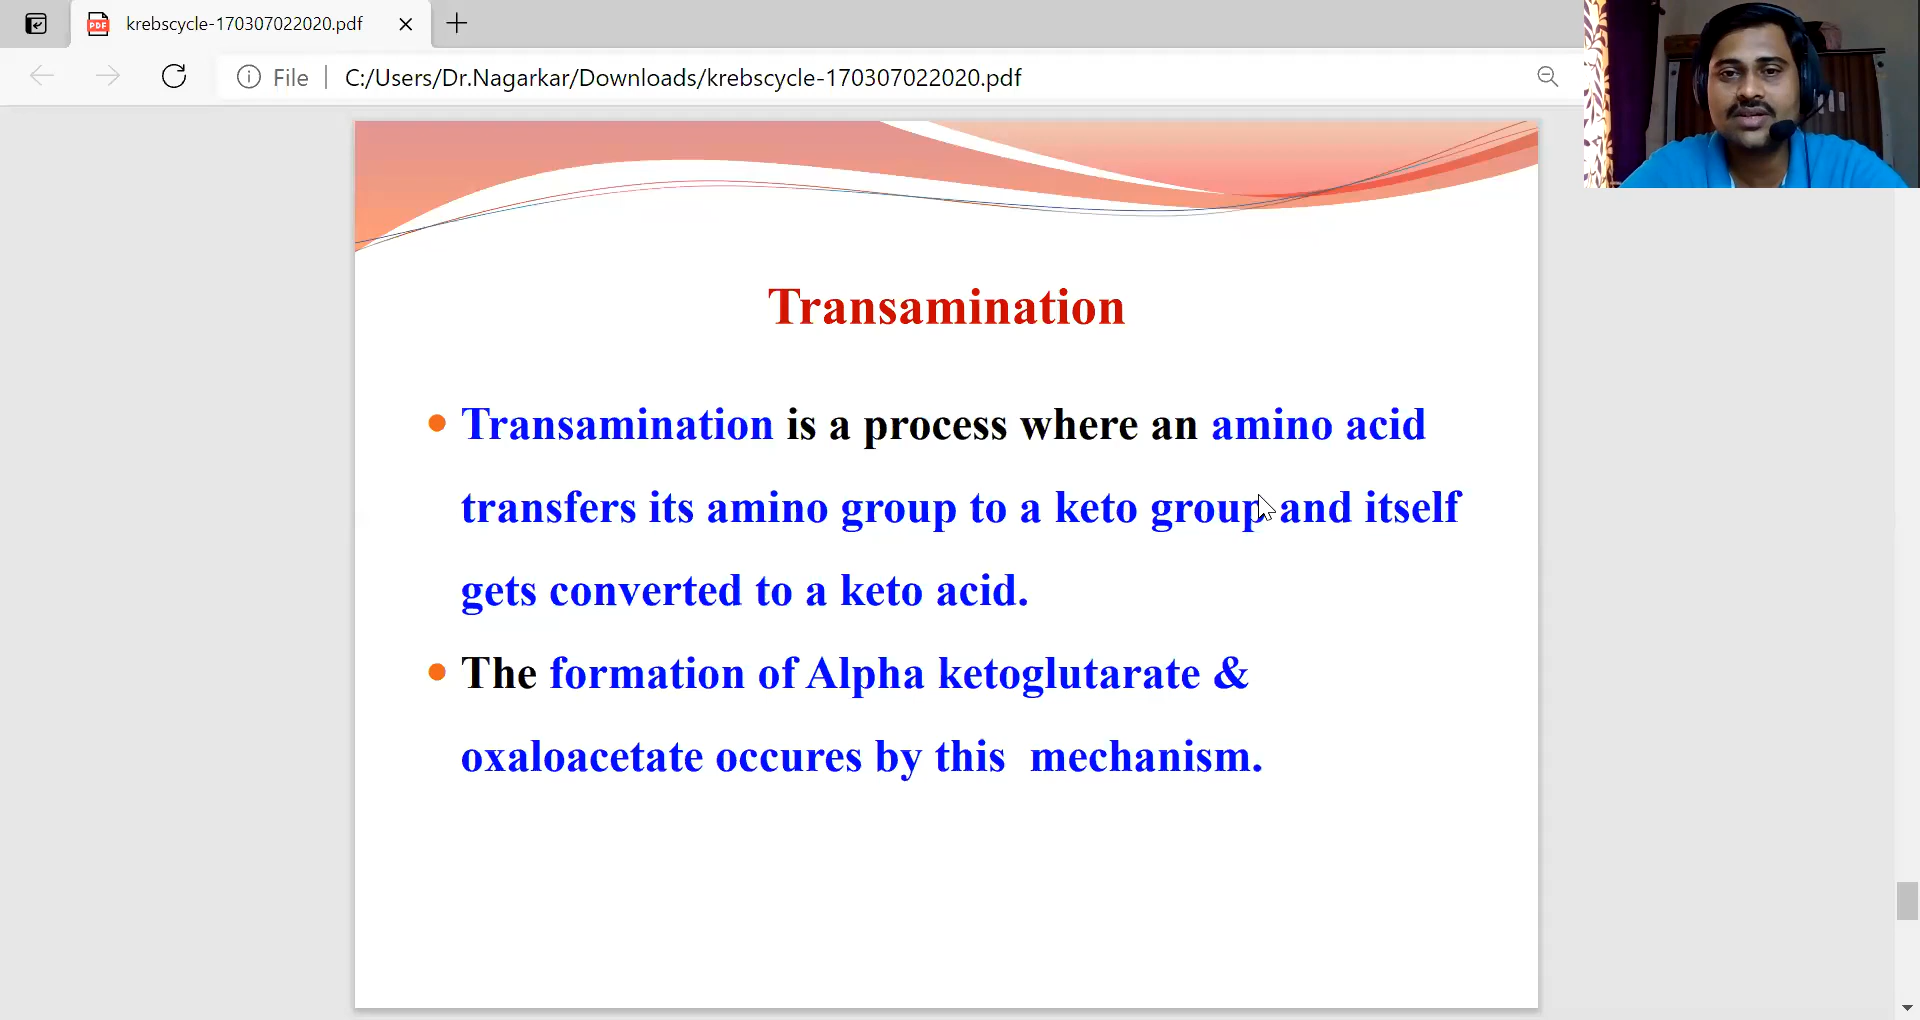 krebscycle-170307022020.pdf
PDF
File
C:/Users/Dr.Nagarkar/Downloads/krebscycle-170307022020.pdf
Transamination
Transamination is a process where an amino acid
transfers its amino group to a keto group and itself
gets converted to a keto acid.
The formation of Alpha ketoglutarate &
oxaloacetate occures by this mechanism.